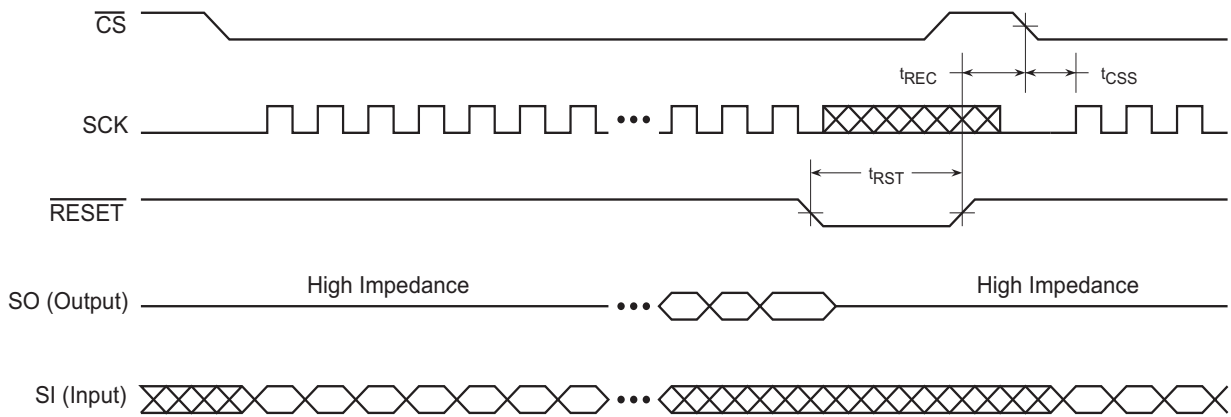 CS
tREC
tCSS
SCK
tRST
RESET
High Impedance
High Impedance
SO (Output)
SI (Input)